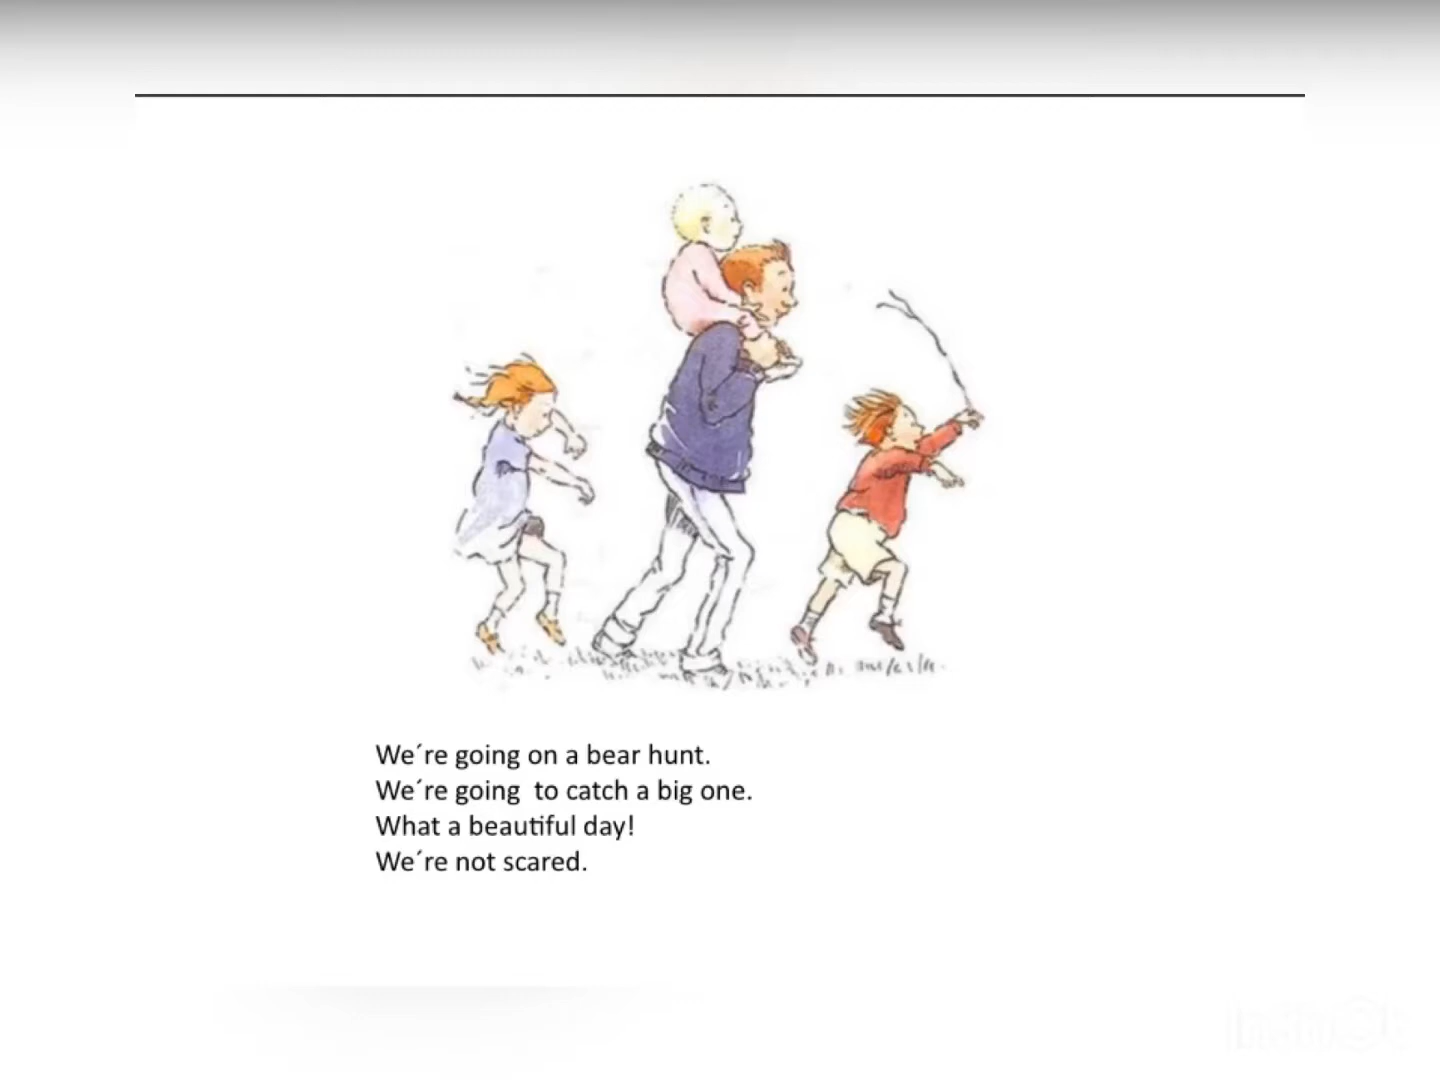 We´re going on a bear hunt.
We´re going  to catch a big one.
What a beautiful day!
We´re not scared.